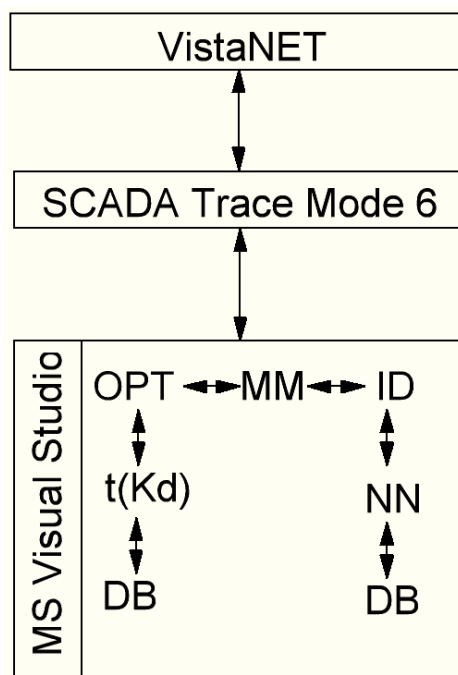 VistaNET
SCADA Trace Mode 6
MS Visual Studio
OPT MM ID
t(Kd) NN
DB DB